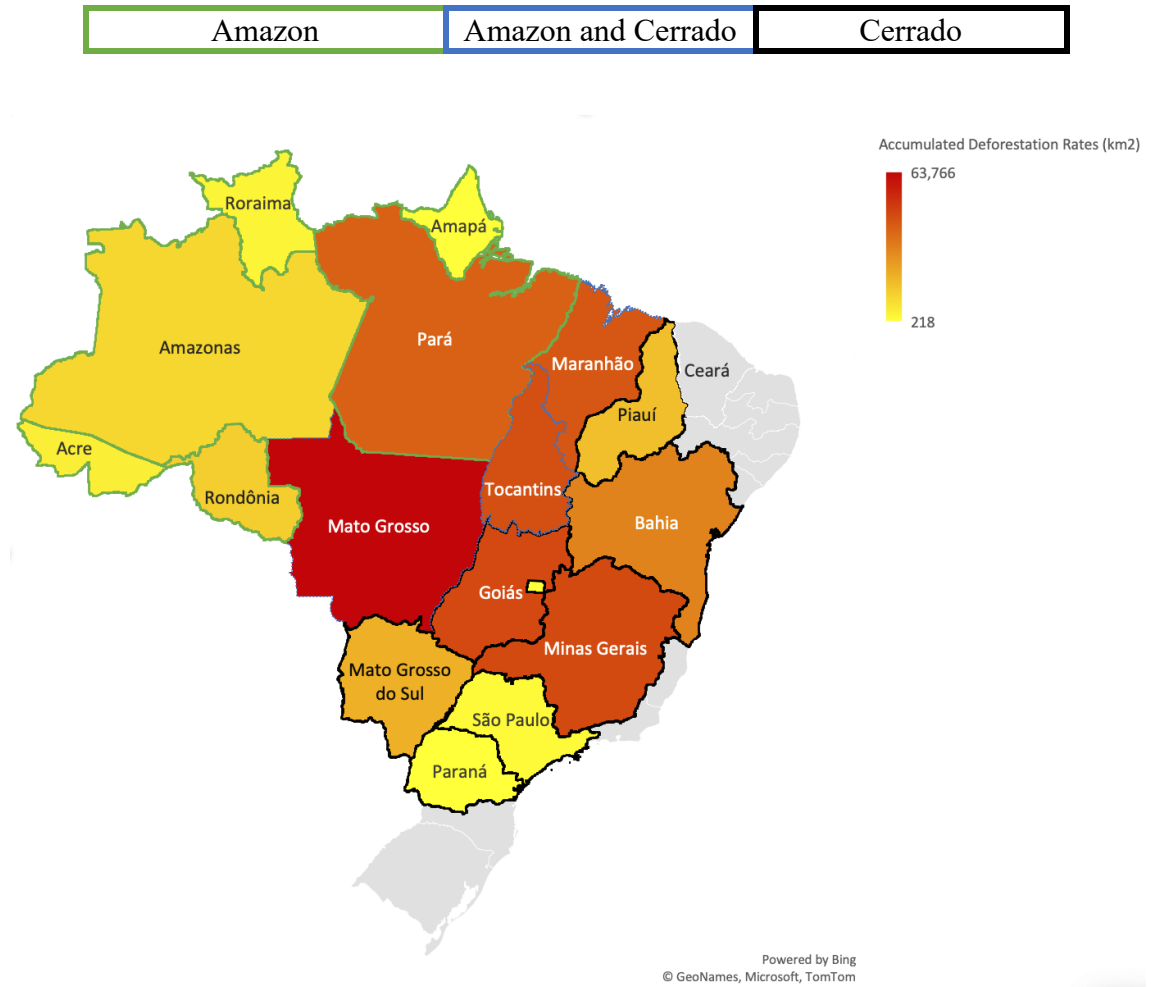 Amazon
Amazon and Cerrado
Cerrado
Accumulated Deforestation Rates (km2)
63,766
218
Roraima
Amapá
Amazonas
Pará
Maranhão
Ceará
Piauí
Acre
Rondônia
Tocantins
Mato Grosso
Bahia
Goiás
Minas Gerais
Mato Grosso
do Sul
São Paulo
Paraná
Powered by Bing
© GeoNames, Microsoft, TomTom